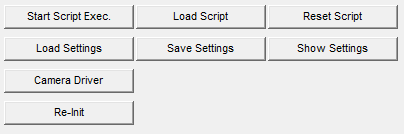 Start Script Exec. Load Script Reset Script
Load Settings Save Settings Show Settings
Camera Driver
Re-Init